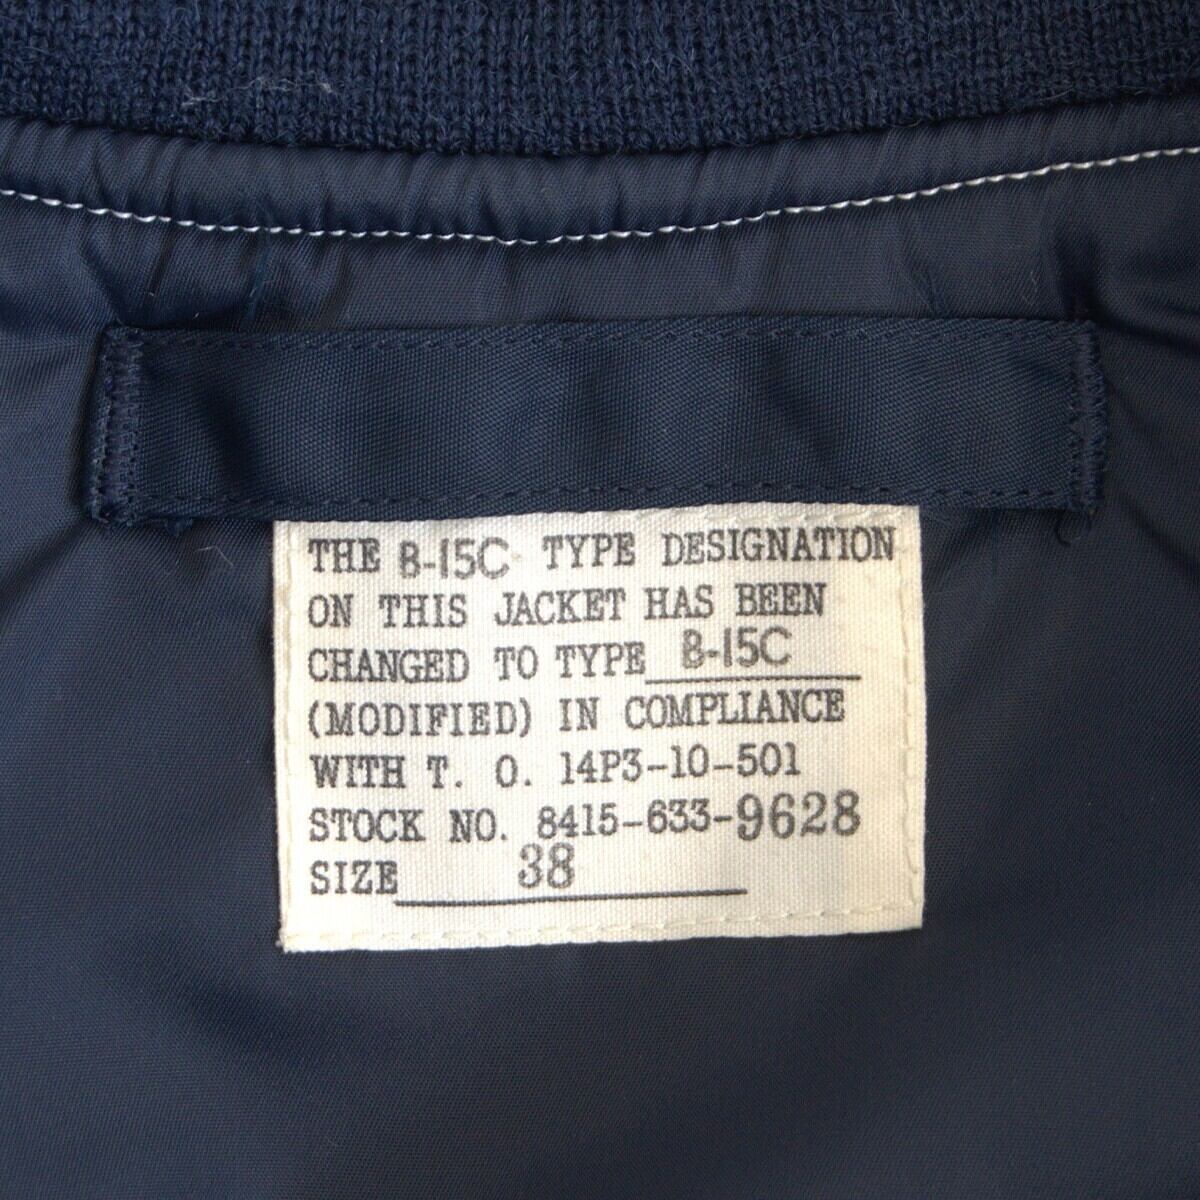 THE B-15C TYPE DESIGNATION
ON THIS JACKET HAS BEEN
CHANGED TO TYPE B-15C
(MODIFIED) IN COMPLIANCE
WITH T. O. 14P3-10-501
STOCK NO. 8415-633-9628
SIZE 38